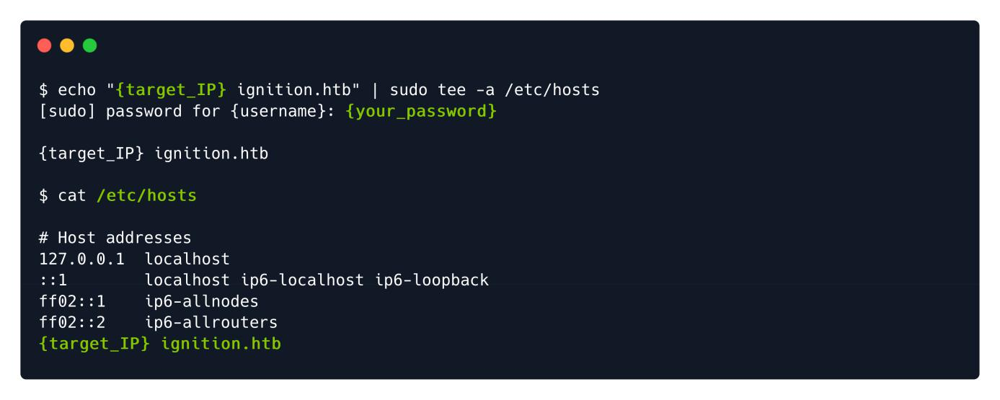 $ echo "{target_IP} ignition.htb" | sudo tee -a /etc/hosts
[sudo] password for {username}: {your_password}
{target_IP} ignition.htb
$ cat /etc/hosts
# Host addresses
127.0.0.1  localhost
::1        localhost ip6-localhost ip6-loopback
ff02::1    ip6-allnodes
ff02::2    ip6-allrouters
{target_IP} ignition.htb